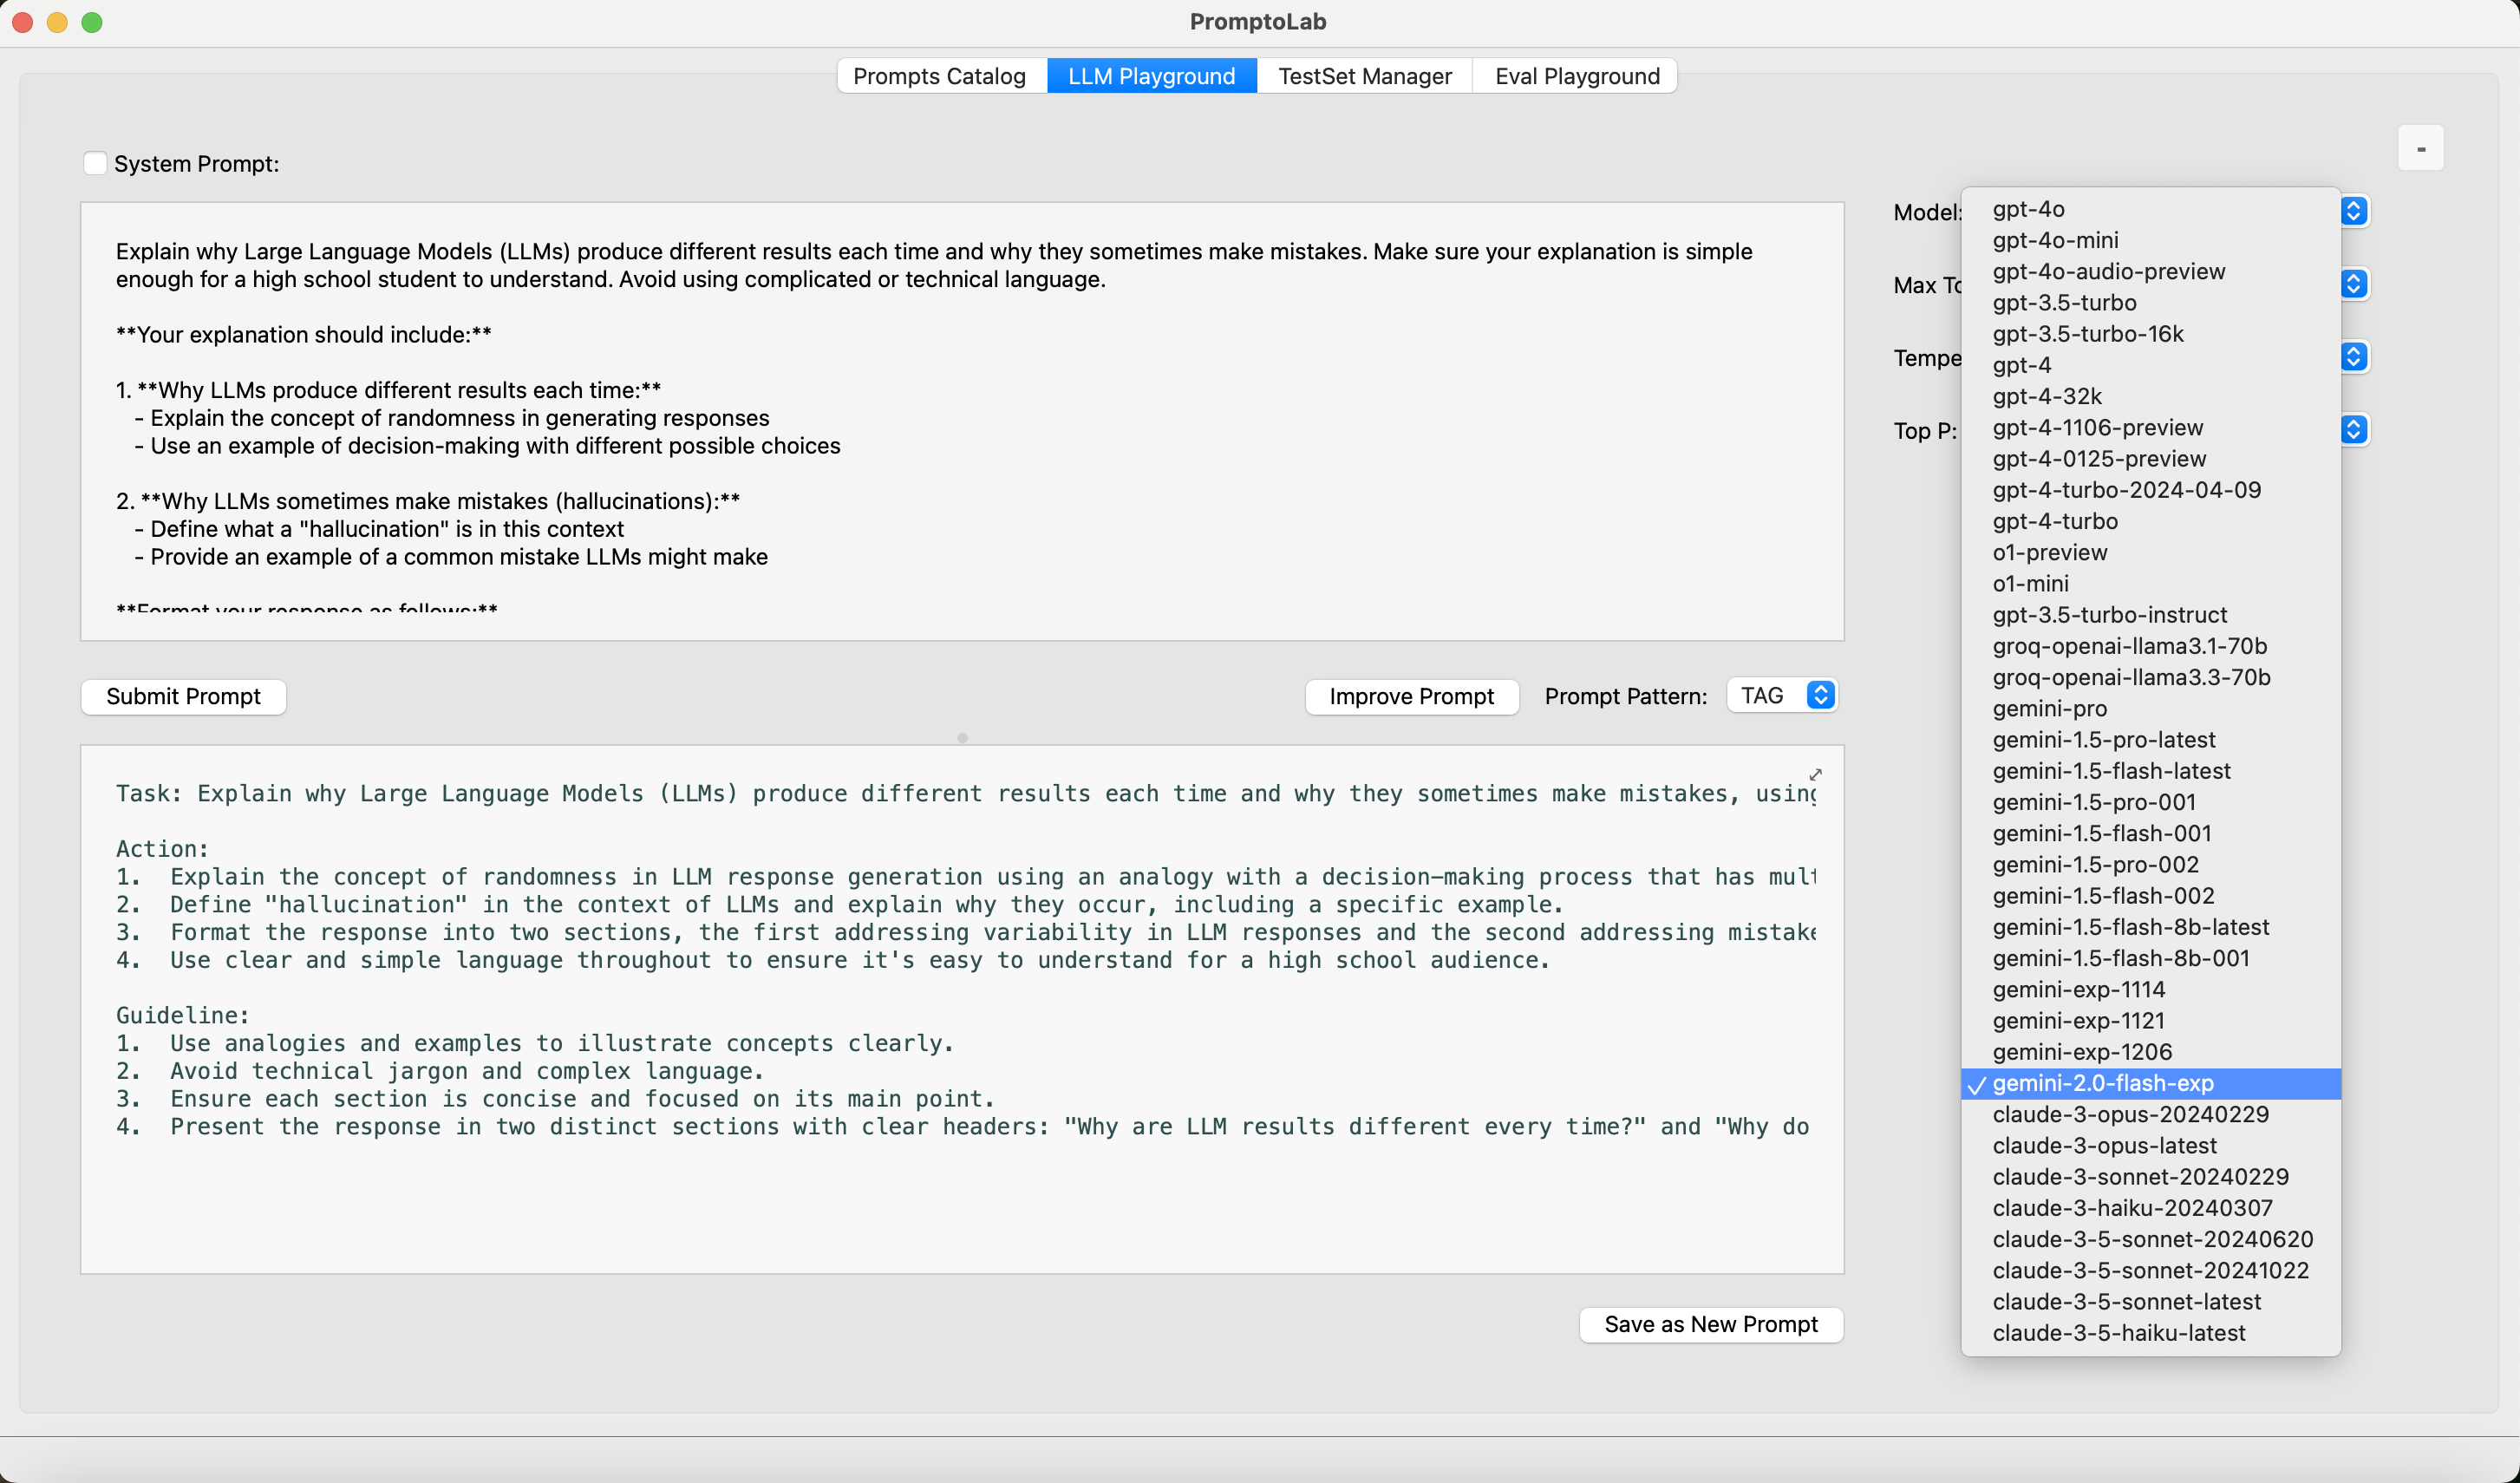 PromptoLab
Prompts Catalog
LLM Playground
TestSet Manager
Eval Playground
-
System Prompt:
Explain why Large Language Models (LLMs) produce different results each time and why they sometimes make mistakes. Make sure your explanation is simple
enough for a high school student to understand. Avoid using complicated or technical language.
**Your explanation should include:**
1. **Why LLMs produce different results each time:**
- Explain the concept of randomness in generating responses
- Use an example of decision-making with different possible choices
2. **Why LLMs sometimes make mistakes (hallucinations):**
- Define what a "hallucination" is in this context
- Provide an example of a common mistake LLMs might make
**Format your response as follows:**
Submit Prompt
Improve Prompt
Prompt Pattern:
TAG
Task: Explain why Large Language Models (LLMs) produce different results each time and why they sometimes make mistakes, using
Action:
1. Explain the concept of randomness in LLM response generation using an analogy with a decision-making process that has mult
2. Define "hallucination" in the context of LLMs and explain why they occur, including a specific example.
3. Format the response into two sections, the first addressing variability in LLM responses and the second addressing mistake
4. Use clear and simple language throughout to ensure it's easy to understand for a high school audience.
Guideline:
1. Use analogies and examples to illustrate concepts clearly.
2. Avoid technical jargon and complex language.
3. Ensure each section is concise and focused on its main point.
4. Present the response in two distinct sections with clear headers: "Why are LLM results different every time?" and "Why do
Save as New Prompt
Model:
Max To
Tempe
Top P:
gpt-4o
gpt-4o-mini
gpt-4o-audio-preview
gpt-3.5-turbo
gpt-3.5-turbo-16k
gpt-4
gpt-4-32k
gpt-4-1106-preview
gpt-4-0125-preview
gpt-4-turbo-2024-04-09
gpt-4-turbo
o1-preview
o1-mini
gpt-3.5-turbo-instruct
groq-openai-llama3.1-70b
groq-openai-llama3.3-70b
gemini-pro
gemini-1.5-pro-latest
gemini-1.5-flash-latest
gemini-1.5-pro-001
gemini-1.5-flash-001
gemini-1.5-pro-002
gemini-1.5-flash-002
gemini-1.5-flash-8b-latest
gemini-1.5-flash-8b-001
gemini-exp-1114
gemini-exp-1121
gemini-exp-1206
✓ gemini-2.0-flash-exp
claude-3-opus-20240229
claude-3-opus-latest
claude-3-sonnet-20240229
claude-3-haiku-20240307
claude-3-5-sonnet-20240620
claude-3-5-sonnet-20241022
claude-3-5-sonnet-latest
claude-3-5-haiku-latest